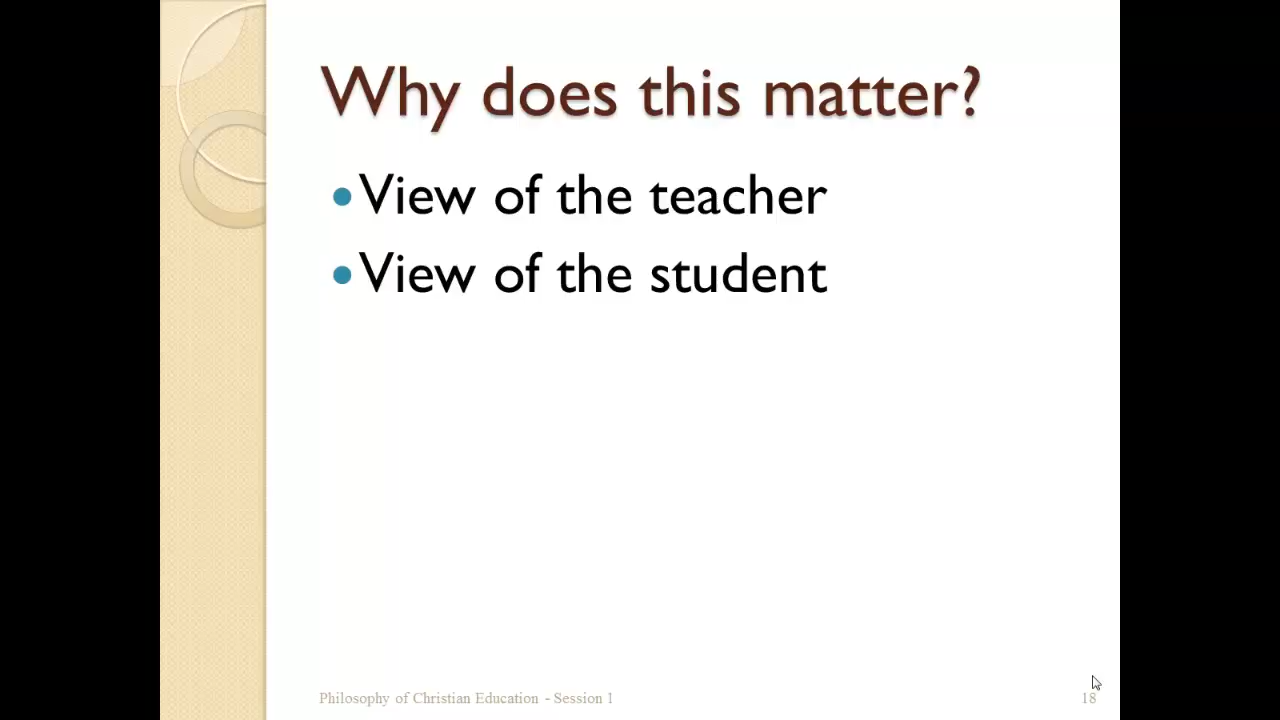 Why does this matter?
•View of the teacher
•View of the student
Philosophy of Christian Education - Session 1
18